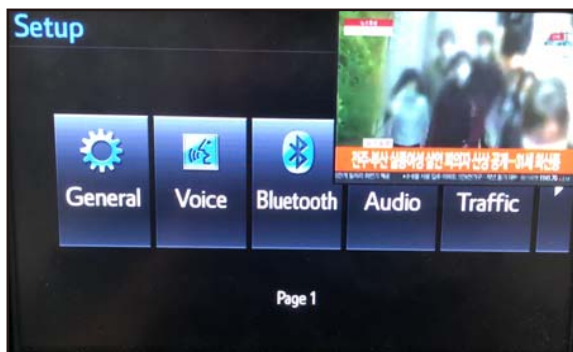 Setup
General
Voice
Bluetooth
Audio
Traffic
전주·부산 실종여성 살인 피의자 신상 공개…31세 최신종
Page 1